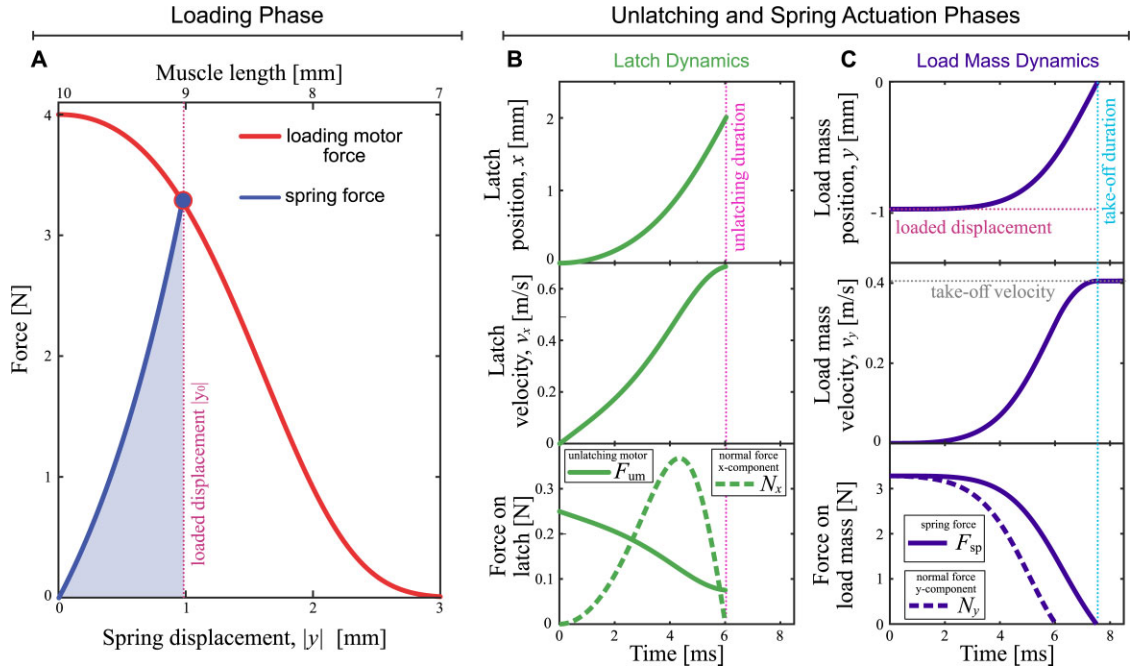 Loading Phase
Unlatching and Spring Actuation Phases
A
Muscle length [mm]
10 9 8 7
4
3
2
1
0
Force [N]
loading motor
force
spring force
loaded displacement |y₀|
0 1 2 3
Spring displacement, |y| [mm]
B
Latch Dynamics
Latch
position, x [mm]
2
1
0
unlatching duration
Latch
velocity, vₓ [m/s]
0.6
0.4
0.2
0
Force on
latch [N]
0.3
0.2
0.1
0
unlatching motor
F_um
normal force
x-component
Nₓ
0 2 4 6 8
Time [ms]
C
Load Mass Dynamics
Load mass
position, y [mm]
0
-1
loaded displacement
take-off duration
Load mass
velocity, v_y [m/s]
0.4
0.2
0
take-off velocity
Force on
load mass [N]
3
2
1
0
spring force
F_sp
normal force
y-component
N_y
0 2 4 6 8
Time [ms]